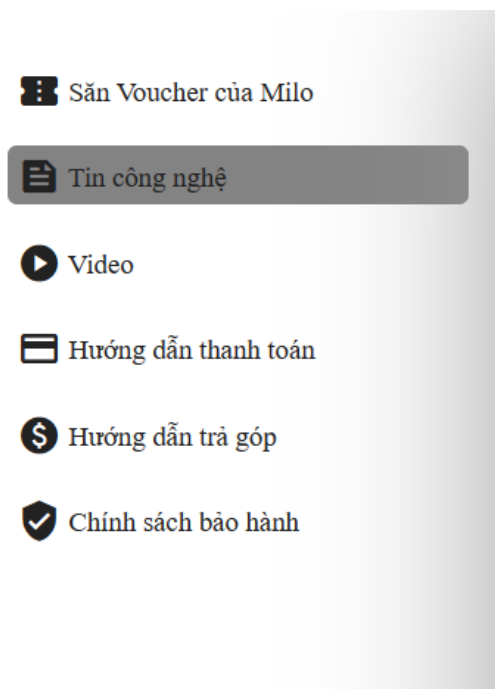 Săn Voucher của Milo
Tin công nghệ
Video
Hướng dẫn thanh toán
Hướng dẫn trả góp
Chính sách bảo hành